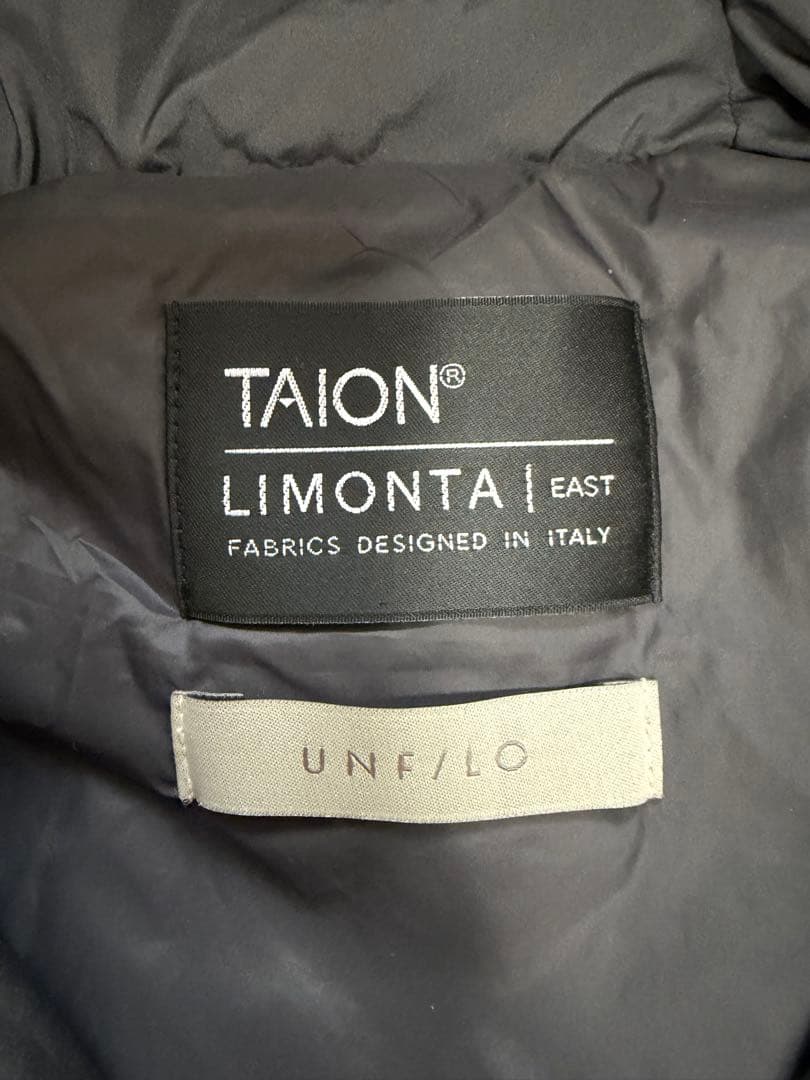 TAION®
LIMONTA | EAST
FABRICS DESIGNED IN ITALY
UNF/LO